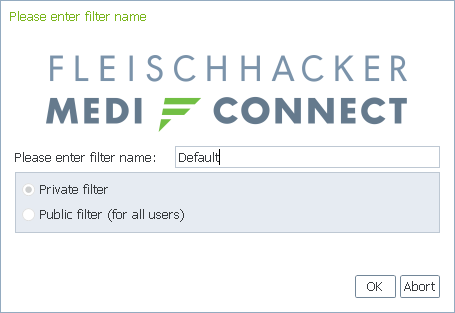 Please enter filter name
FLEISCHHACKER
MEDI CONNECT
Please enter filter name: Default
Private filter
Public filter (for all users)
OK Abort